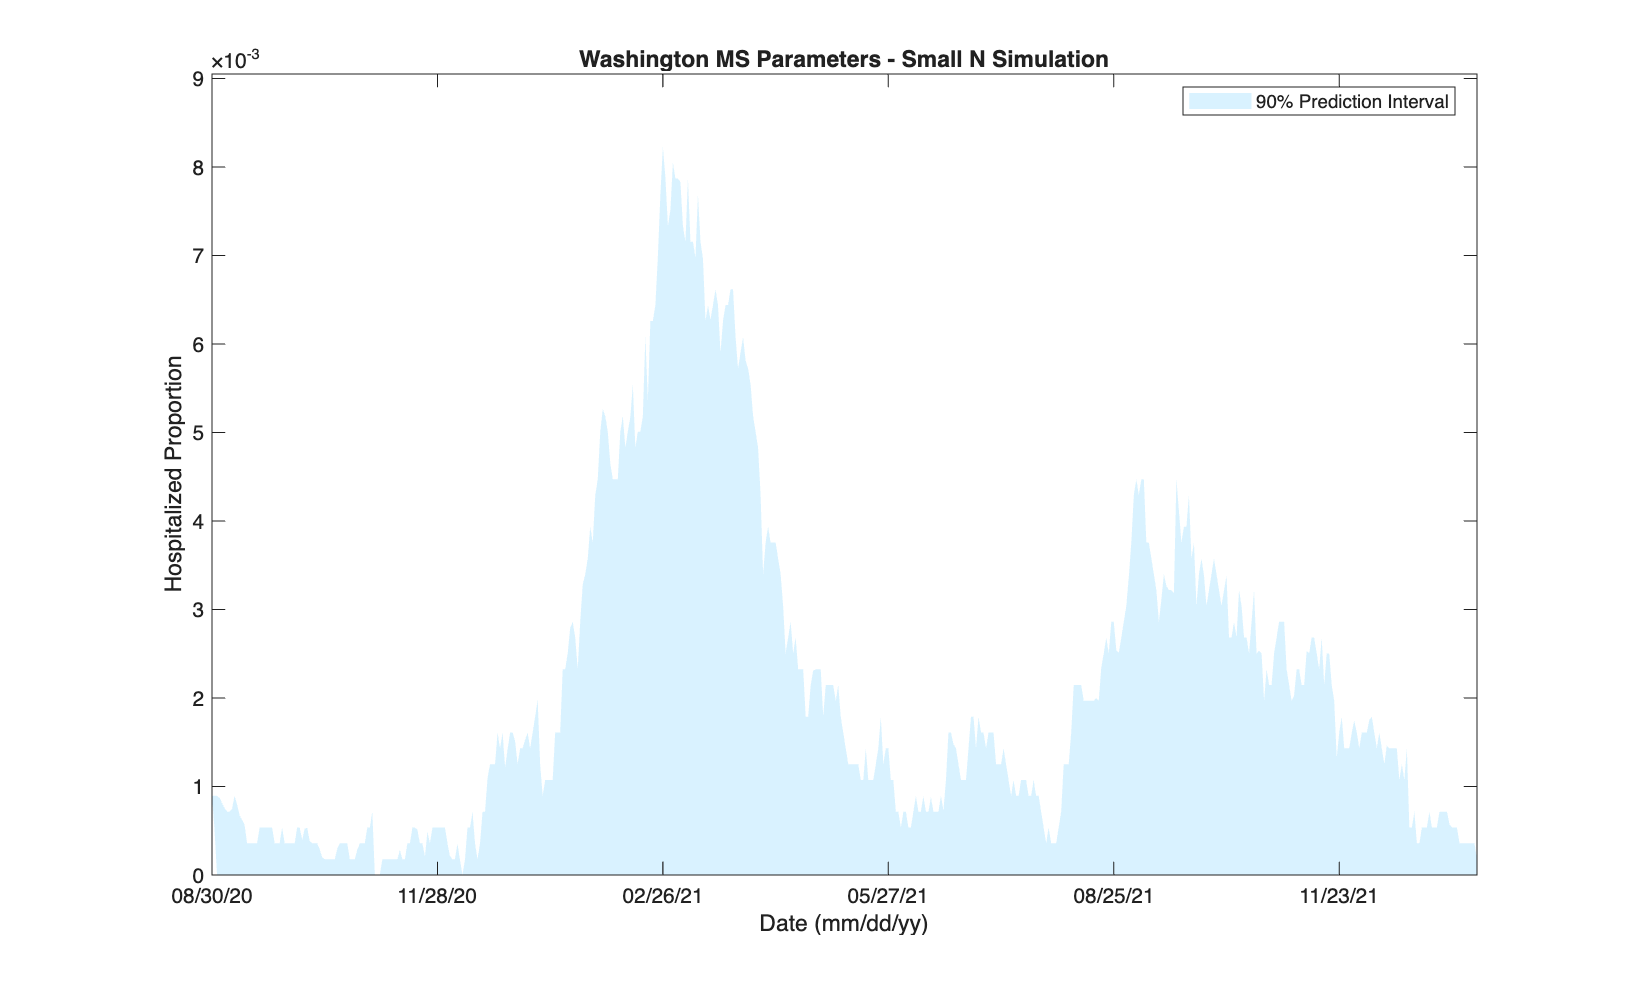 Washington MS Parameters - Small N Simulation
×10-3
90% Prediction Interval
9
8
7
6
5
4
3
2
1
0
Hospitalized Proportion
08/30/20 11/28/20 02/26/21 05/27/21 08/25/21 11/23/21
Date (mm/dd/yy)